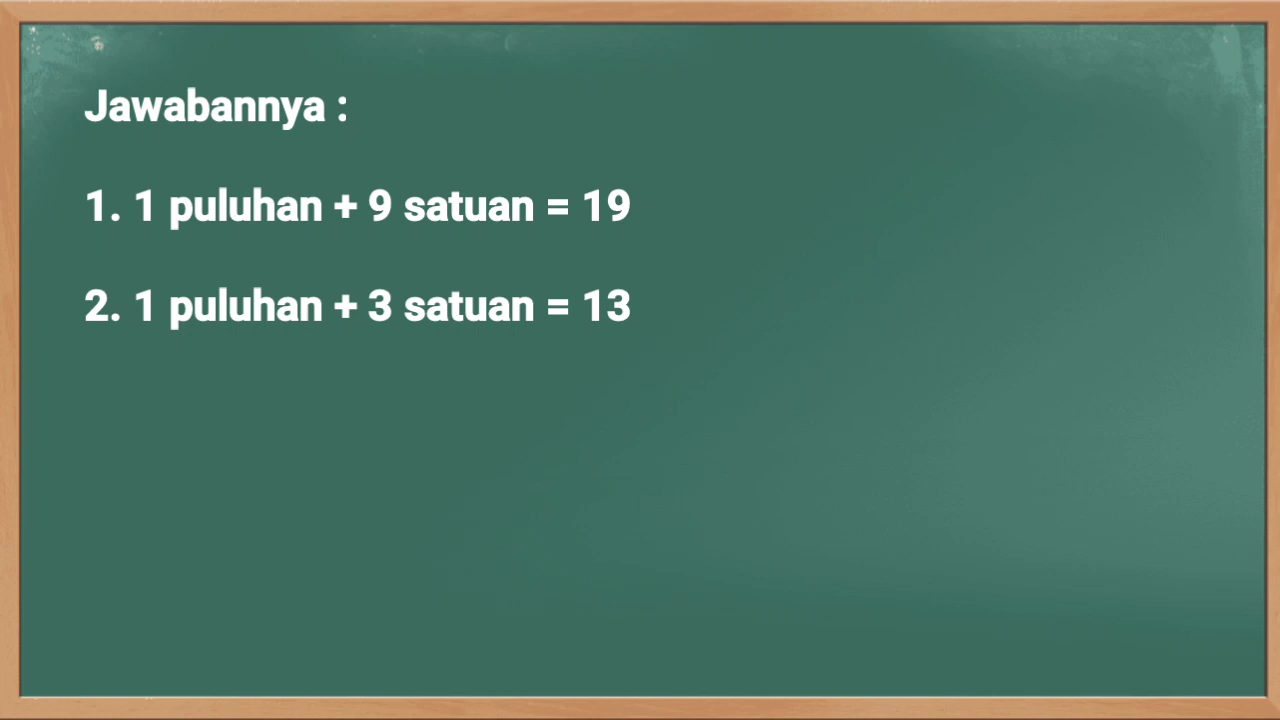 Jawabannya :
1. 1 puluhan + 9 satuan = 19
2. 1 puluhan + 3 satuan = 13